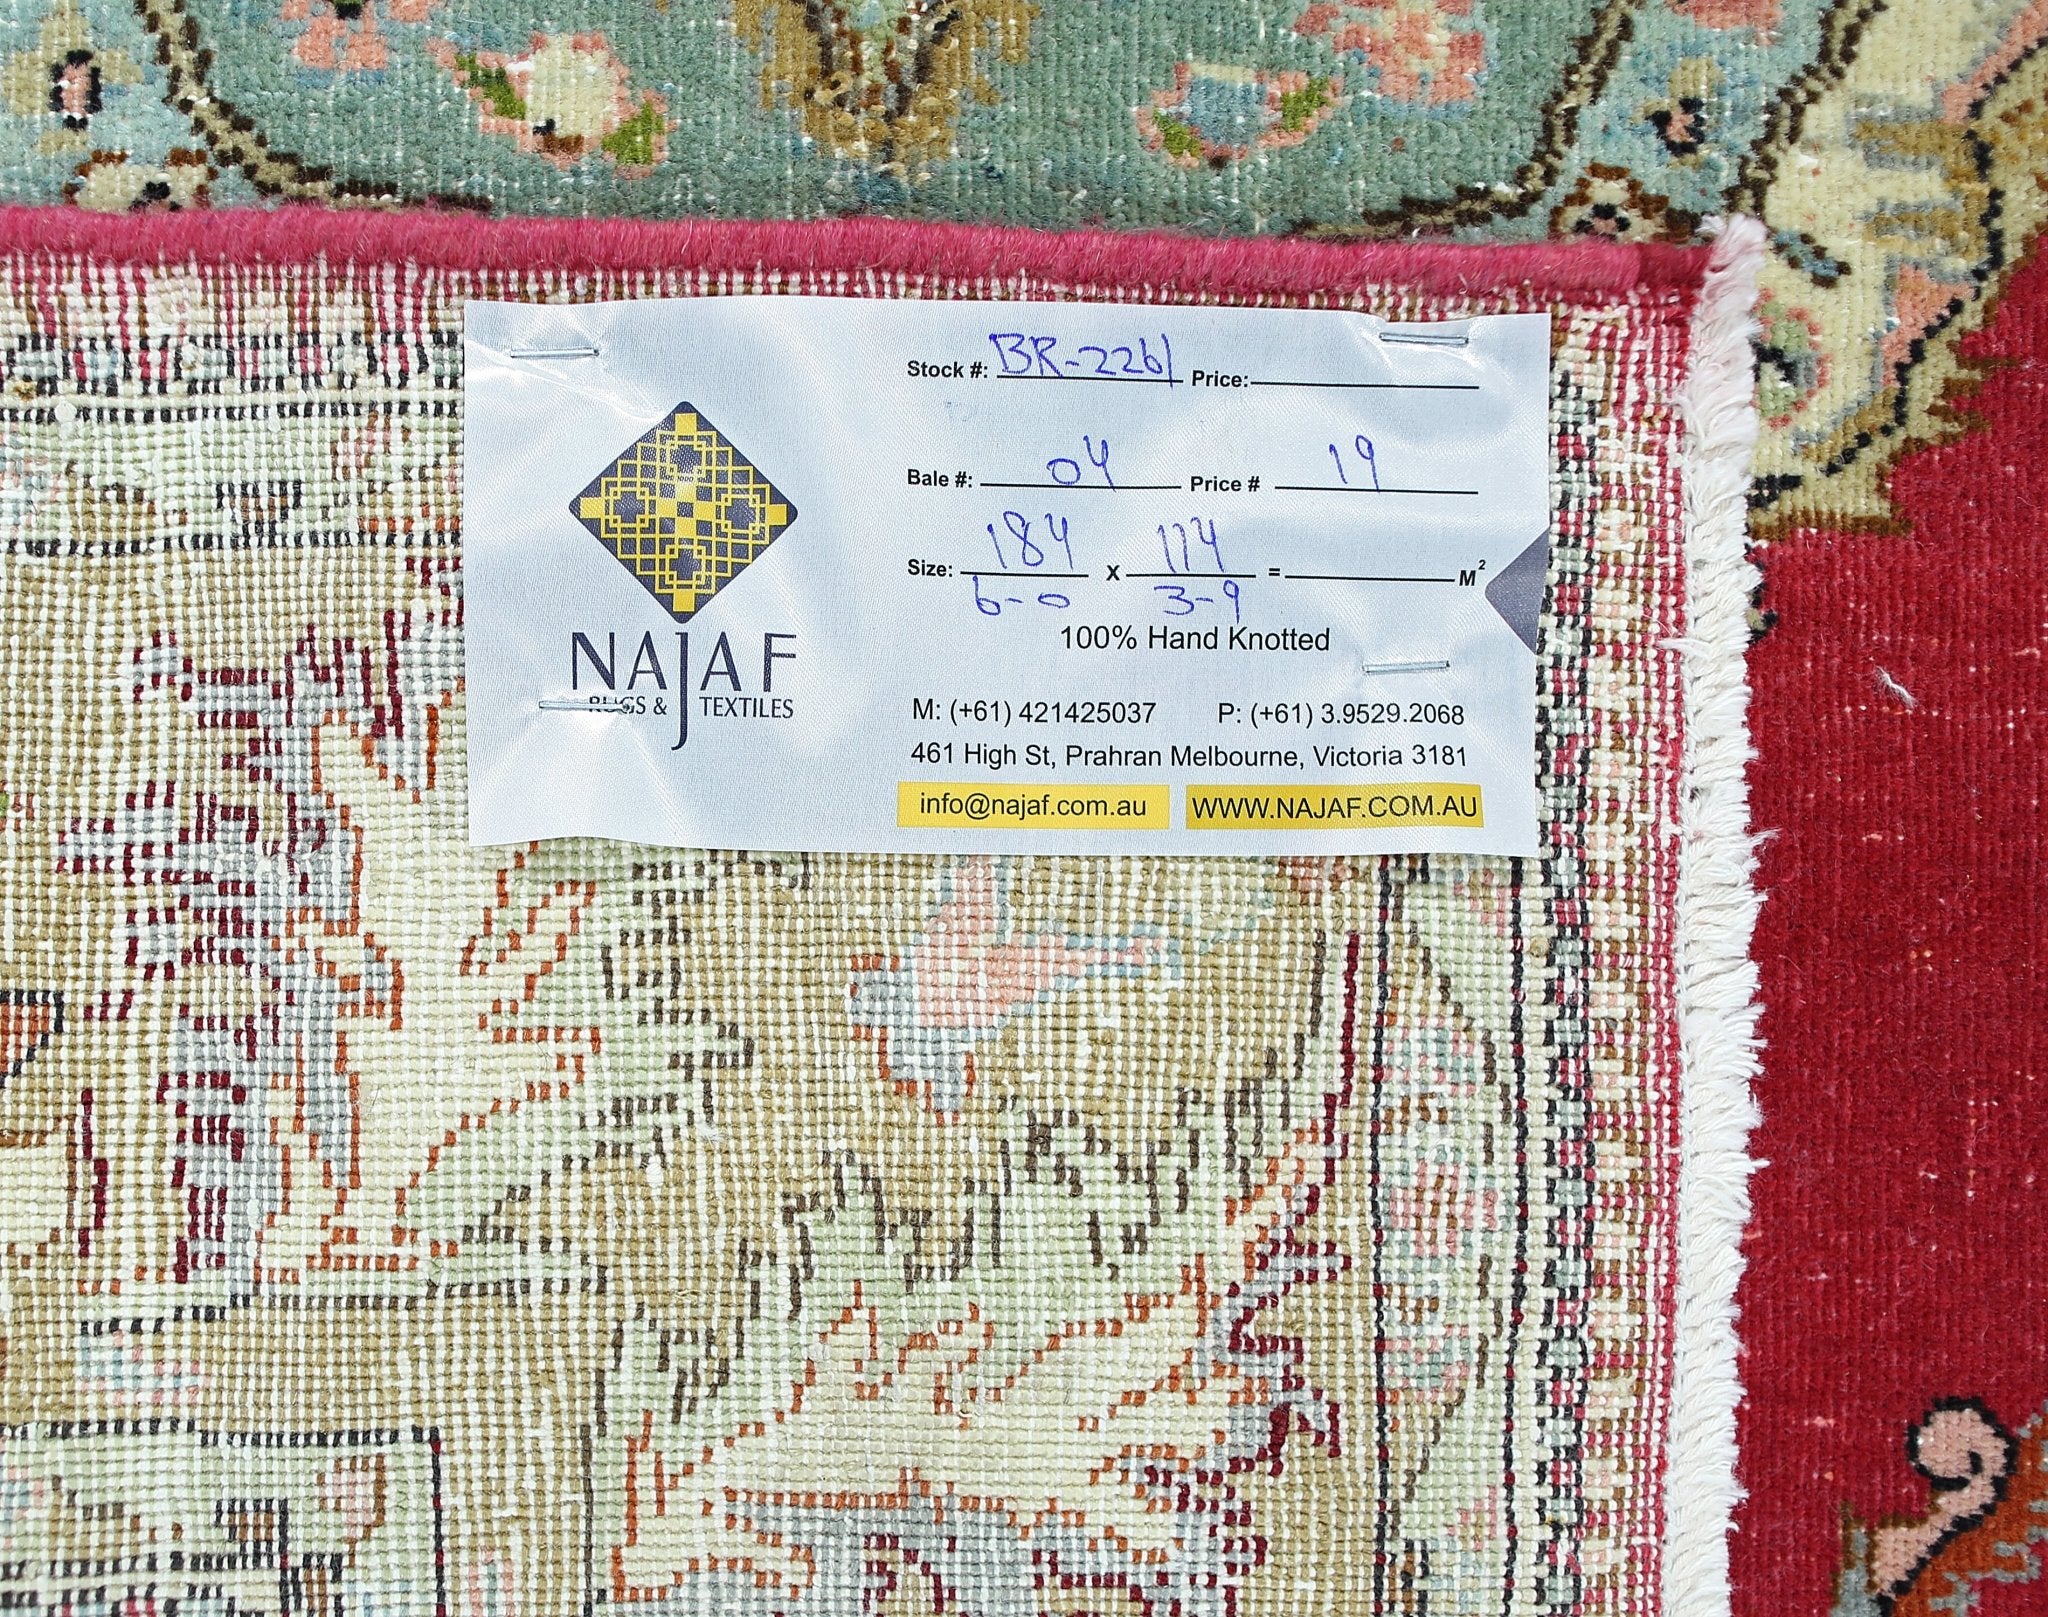 Stock #: BR-2261 Price:
Bale #: 04 Price # 19
Size: 184 x 114 = M²
6-0 3-9
100% Hand Knotted
NAJAF
RUGS & TEXTILES
M: (+61) 421425037 P: (+61) 3.9529.2068
461 High St, Prahran Melbourne, Victoria 3181
info@najaf.com.au WWW.NAJAF.COM.AU